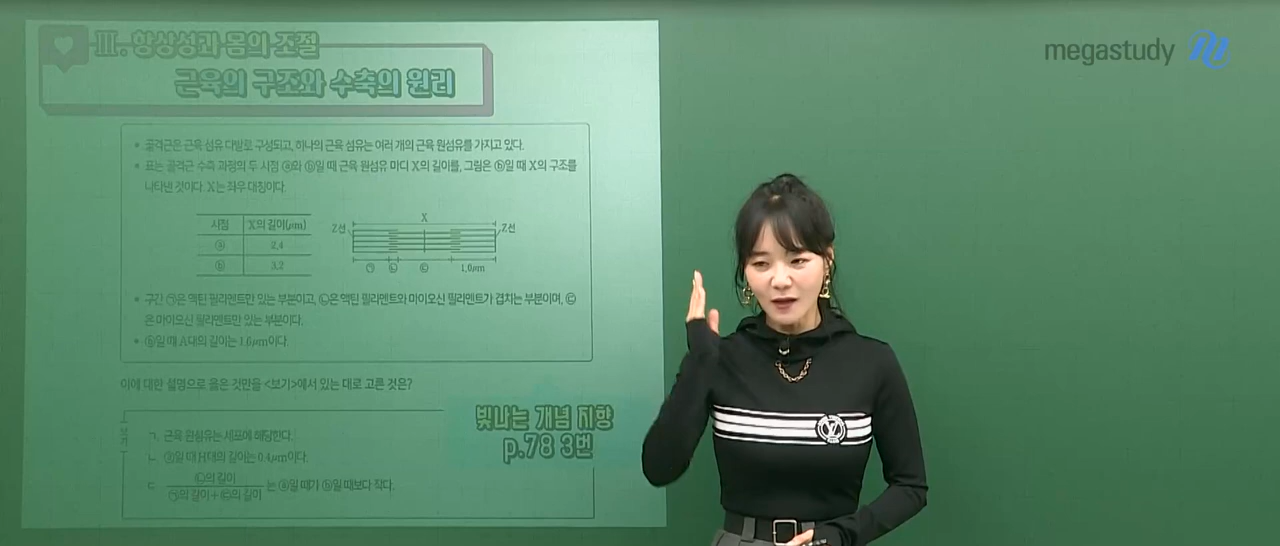 Ⅲ. 항상성과 몸의 조절
근육의 구조와 수축의 원리
megastudy
• 골격근은 근육 섬유 다발로 구성되고, 하나의 근육 섬유는 여러 개의 근육 원섬유를 가지고 있다.
• 표는 골격근 수축 과정의 두 시점 ⓐ와 ⓑ일 때 근육 원섬유 마디 X의 길이를, 그림은 ⓑ일 때 X의 구조를
나타낸 것이다. X는 좌우 대칭이다.
시점 X의 길이(μm)
ⓐ 2.4
ⓑ 3.2
X
Z선 Z선
㉠ ㉡ ㉢ 1.0μm
• 구간 ㉠은 액틴 필라멘트만 있는 부분이고, ㉡은 액틴 필라멘트와 마이오신 필라멘트가 겹치는 부분이며, ㉢
은 마이오신 필라멘트만 있는 부분이다.
• ⓑ일 때 A대의 길이는 1.6μm이다.
이에 대한 설명으로 옳은 것만을 <보기>에서 있는 대로 고른 것은?
보기
ㄱ. 근육 원섬유는 세포에 해당한다.
ㄴ. ⓐ일 때 H대의 길이는 0.4μm이다.
ㄷ. ㉡의 길이 / ㉠의 길이+㉢의 길이 는 ⓐ일 때가 ⓑ일 때보다 작다.
빛나는 개념 지향
p.78 3번